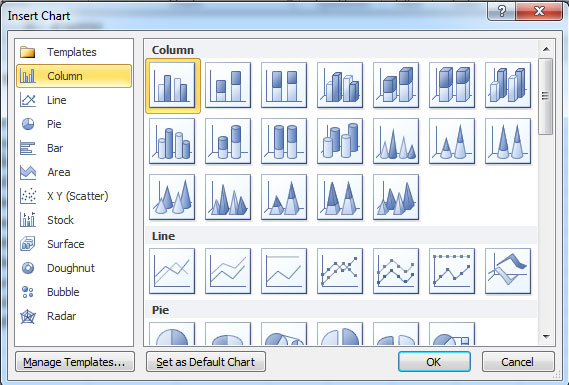 Insert Chart
Templates
Column
Line
Pie
Bar
Area
X Y (Scatter)
Stock
Surface
Doughnut
Bubble
Radar
Column
Line
Pie
Manage Templates...
Set as Default Chart
OK
Cancel